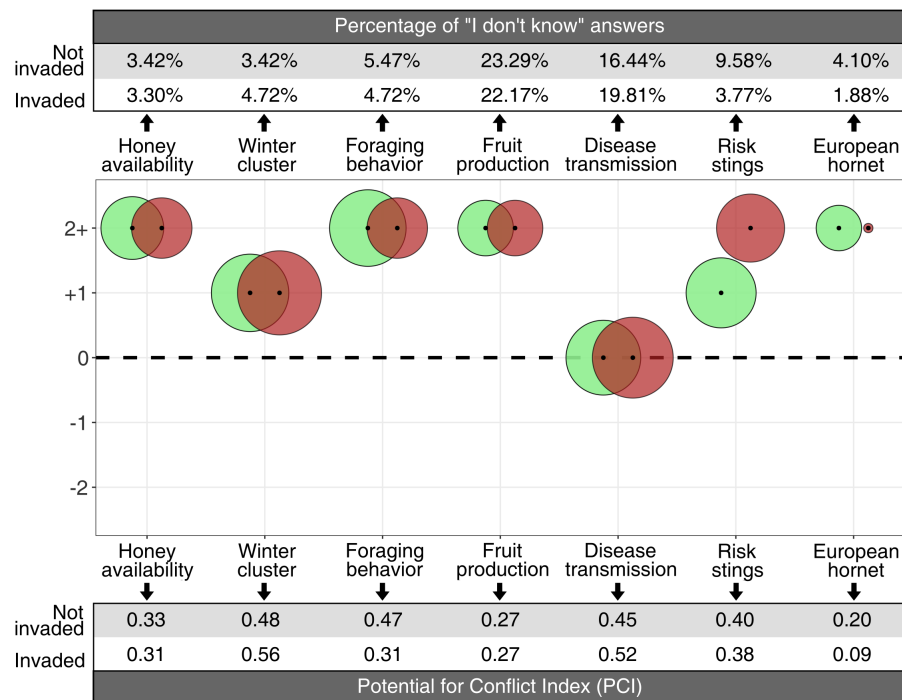 Percentage of "I don't know" answers
Not invaded 3.42% 3.42% 5.47% 23.29% 16.44% 9.58% 4.10%
Invaded 3.30% 4.72% 4.72% 22.17% 19.81% 3.77% 1.88%
Honey Winter Foraging Fruit Disease Risk European
availability cluster behavior production transmission stings hornet
2+
+1
0
-1
-2
Honey Winter Foraging Fruit Disease Risk European
availability cluster behavior production transmission stings hornet
Not invaded 0.33 0.48 0.47 0.27 0.45 0.40 0.20
Invaded 0.31 0.56 0.31 0.27 0.52 0.38 0.09
Potential for Conflict Index (PCI)